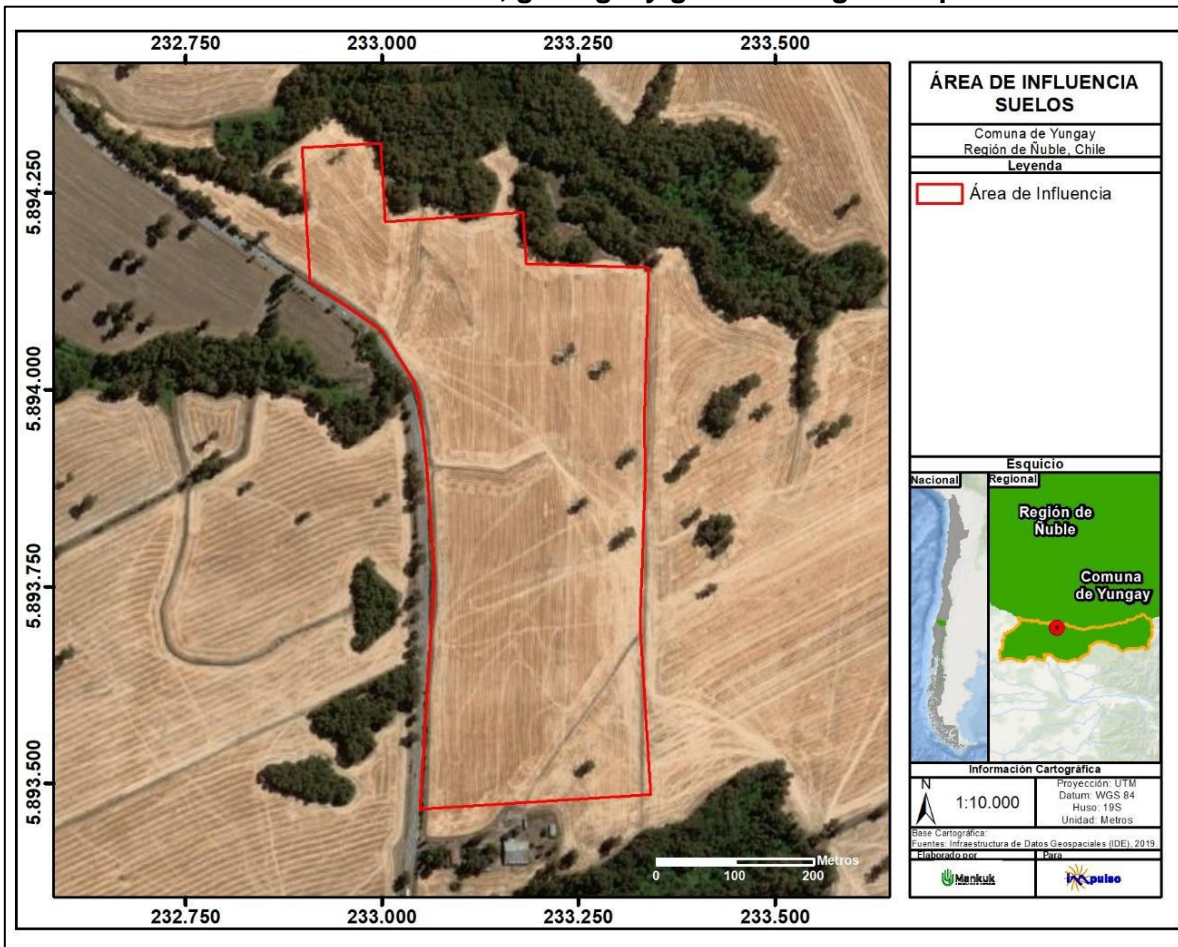 232.750 233.000 233.250 233.500
5.894.250
5.894.000
5.893.750
5.893.500
Metros
0 100 200
232.750 233.000 233.250 233.500
ÁREA DE INFLUENCIA
SUELOS
Comuna de Yungay
Región de Ñuble, Chile
Leyenda
Área de Influencia
Esquicio
Nacional Regional
Región de
Ñuble
Comuna
de Yungay
Información Cartográfica
N
1:10.000
Proyección: UTM
Datum: WGS 84
Huso: 19S
Unidad: Metros
Base Cartográfica:
Fuentes: Infraestructura de Datos Geospaciales (IDE), 2019.
Elaborado por Para
Mankuk
impulso